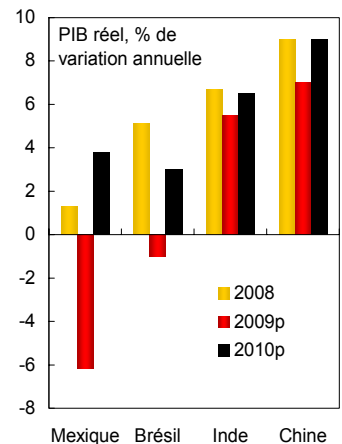 PIB réel, % de
variation annuelle
10
8
6
4
2
0
-2
-4
-6
-8
2008
2009p
2010p
Mexique Brésil Inde Chine